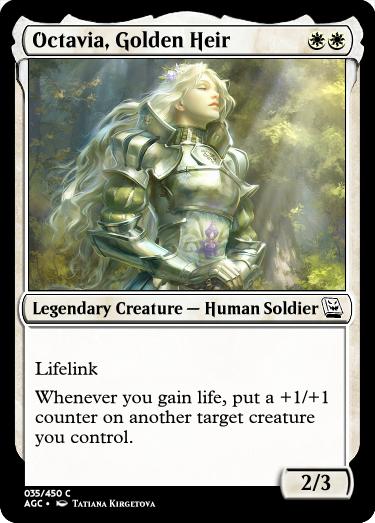 Octavia, Golden Heir
Legendary Creature — Human Soldier
Lifelink
Whenever you gain life, put a +1/+1
counter on another target creature
you control.
2/3
035/450 C
AGC • Tatiana Kirgetova